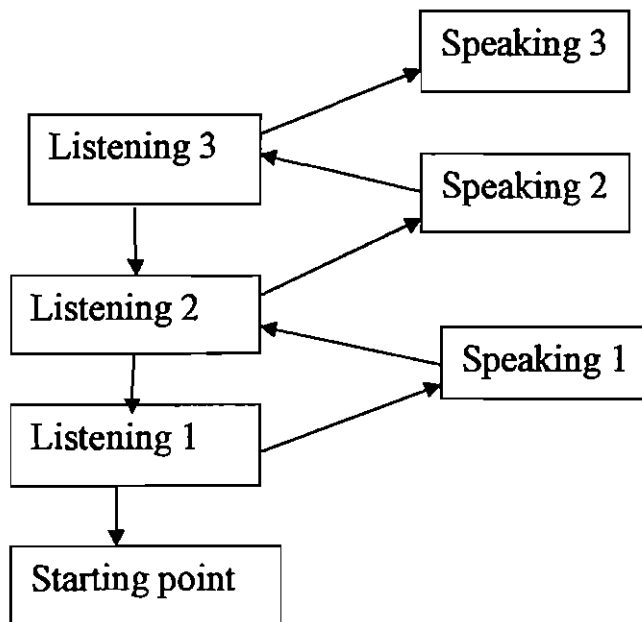 Speaking 3
Listening 3
Speaking 2
Listening 2
Speaking 1
Listening 1
Starting point